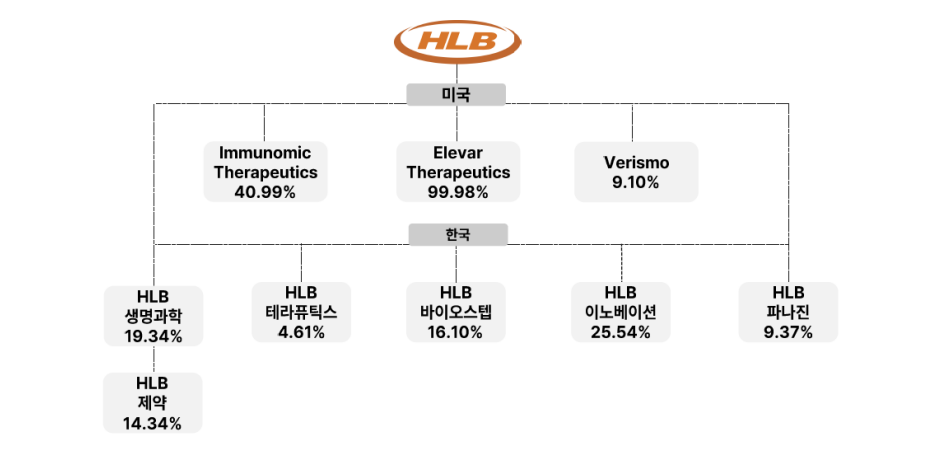 HLB
미국
Immunomic
Therapeutics
40.99%
Elevar
Therapeutics
99.98%
Verismo
9.10%
한국
HLB
생명과학
19.34%
HLB
테라퓨틱스
4.61%
HLB
바이오스텝
16.10%
HLB
이노베이션
25.54%
HLB
파나진
9.37%
HLB
제약
14.34%